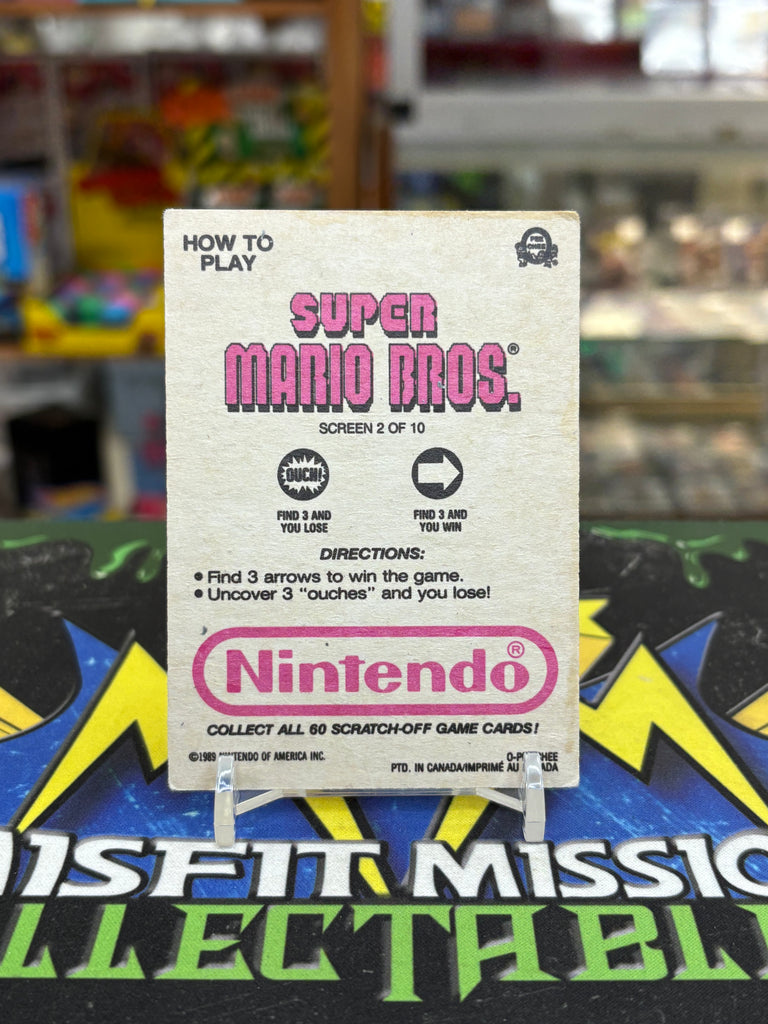 HOW TO
PLAY
SUPER
MARIO BROS.®
SCREEN 2 OF 10
OUCH!
FIND 3 AND
YOU LOSE
FIND 3 AND
YOU WIN
DIRECTIONS:
• Find 3 arrows to win the game.
• Uncover 3 "ouches" and you lose!
Nintendo®
COLLECT ALL 60 SCRATCH-OFF GAME CARDS!
©1989 NINTENDO OF AMERICA INC.
PTD. IN CANADA/IMPRIMÉ AU
MISFIT MISSIO
LLECTABL